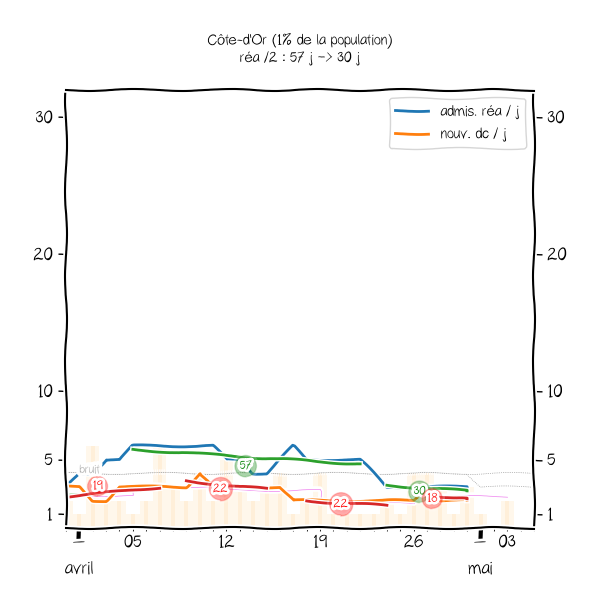 Côte-d'Or (1% de la population)
réa /2 : 57 j -> 30 j
admis. réa / j
nouv. dc / j
30 30
20 20
10 10
5 5
1 1
bruit
19
22
57
22
30
18
05 12 19 26 03
avril mai